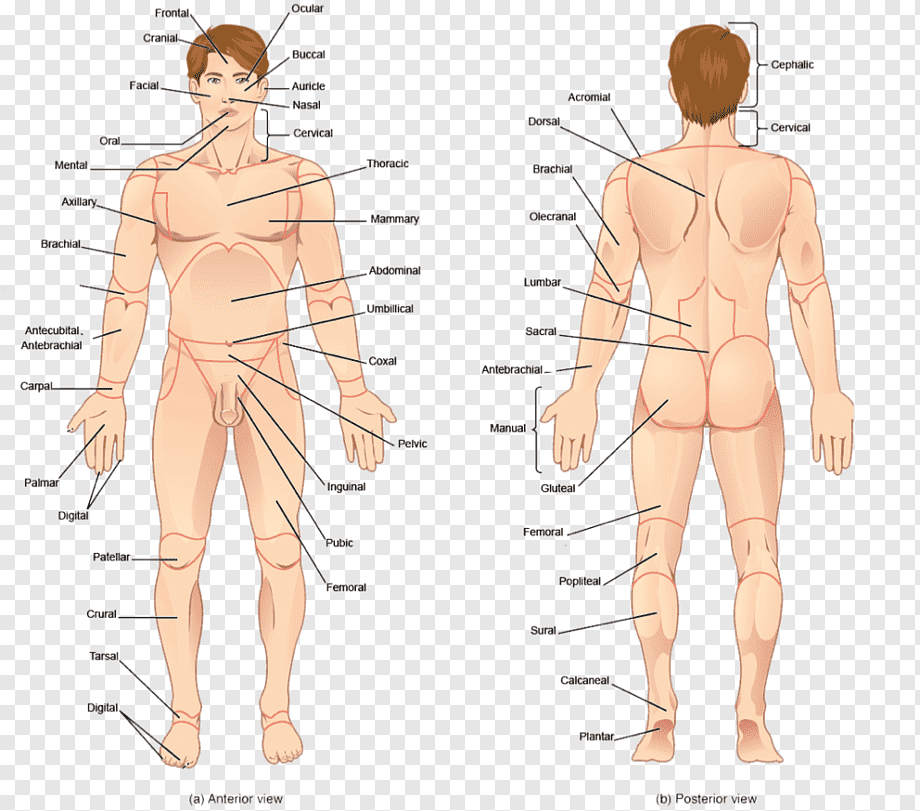 Frontal
Ocular
Cranial
Buccal
Facial
Auricle
Nasal
Cervical
Oral
Mental
Thoracic
Axillary
Mammary
Brachial
Abdominal
Umbillical
Antecubital
Antebrachial
Coxal
Carpal
Pelvic
Palmar
Inguinal
Digital
Pubic
Patellar
Femoral
Crural
Tarsal
Digital
(a) Anterior view
Cephalic
Acromial
Dorsal
Cervical
Brachial
Olecranal
Lumbar
Sacral
Antebrachial
Manual
Gluteal
Femoral
Popliteal
Sural
Calcaneal
Plantar
(b) Posterior view